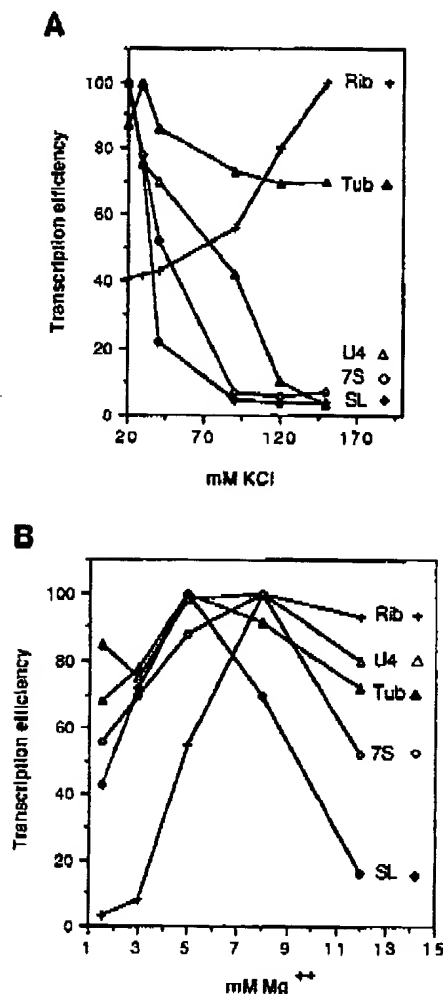 A
Transcription efficiency
100
80
60
40
20
0
Rib +
Tub ▲
U4 △
7S ○
SL ◆
20 70 120 170
mM KCl
B
Transcription efficiency
100
80
60
40
20
0
Rib +
U4 △
Tub ▲
7S ○
SL ◆
1 3 5 7 9 11 13 15
mM Mg ++